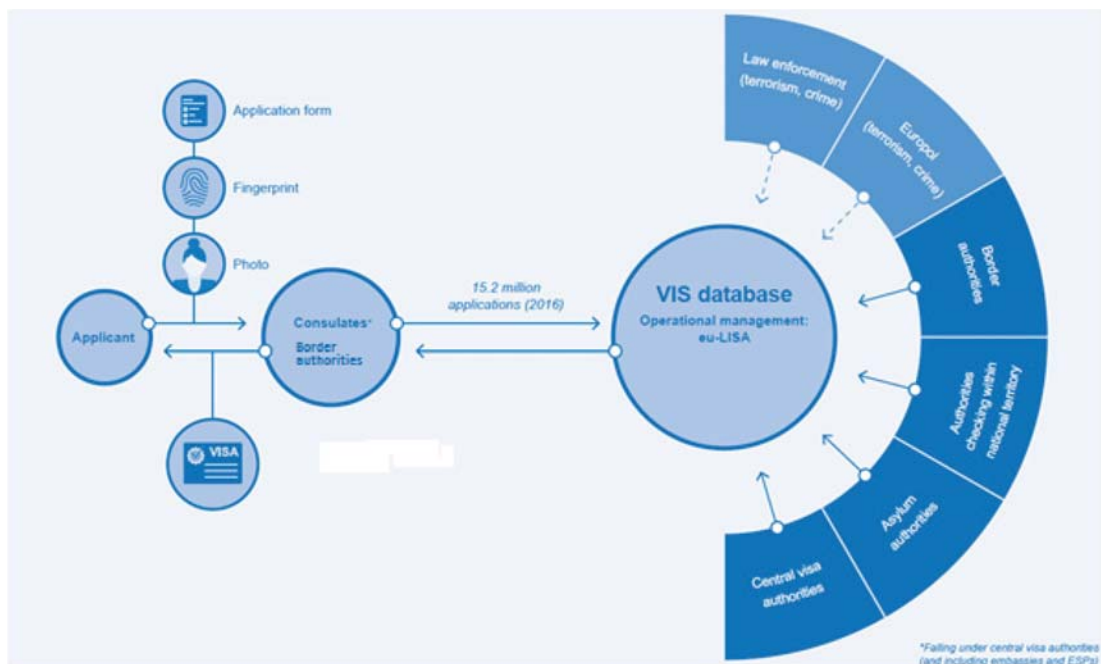 Application form
Fingerprint
Photo
Applicant
Consulates*
Border
authorities
VISA
15.2 million
applications (2016)
VIS database
Operational management:
eu-LISA
Law enforcement
(terrorism, crime)
Europol
(terrorism, crime)
Border
authorities
Authorities
checking within
national territory
Asylum
authorities
Central visa
authorities
*Falling under central visa authorities
(and including embassies and ESPs)